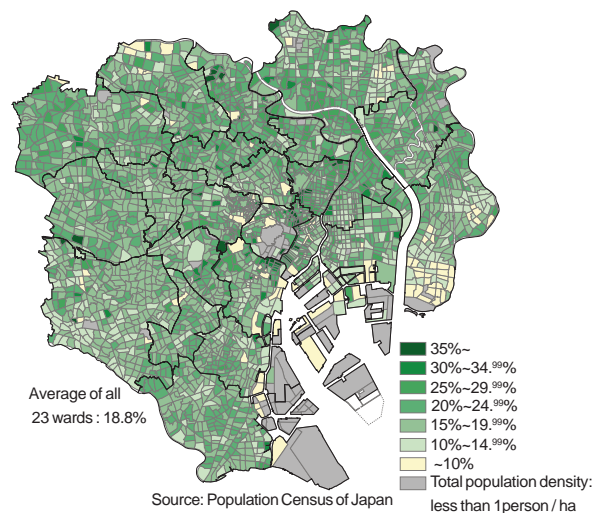 Average of all
23 wards : 18.8%
35%~
30%~34.99%
25%~29.99%
20%~24.99%
15%~19.99%
10%~14.99%
~10%
Total population density:
less than 1person / ha
Source: Population Census of Japan